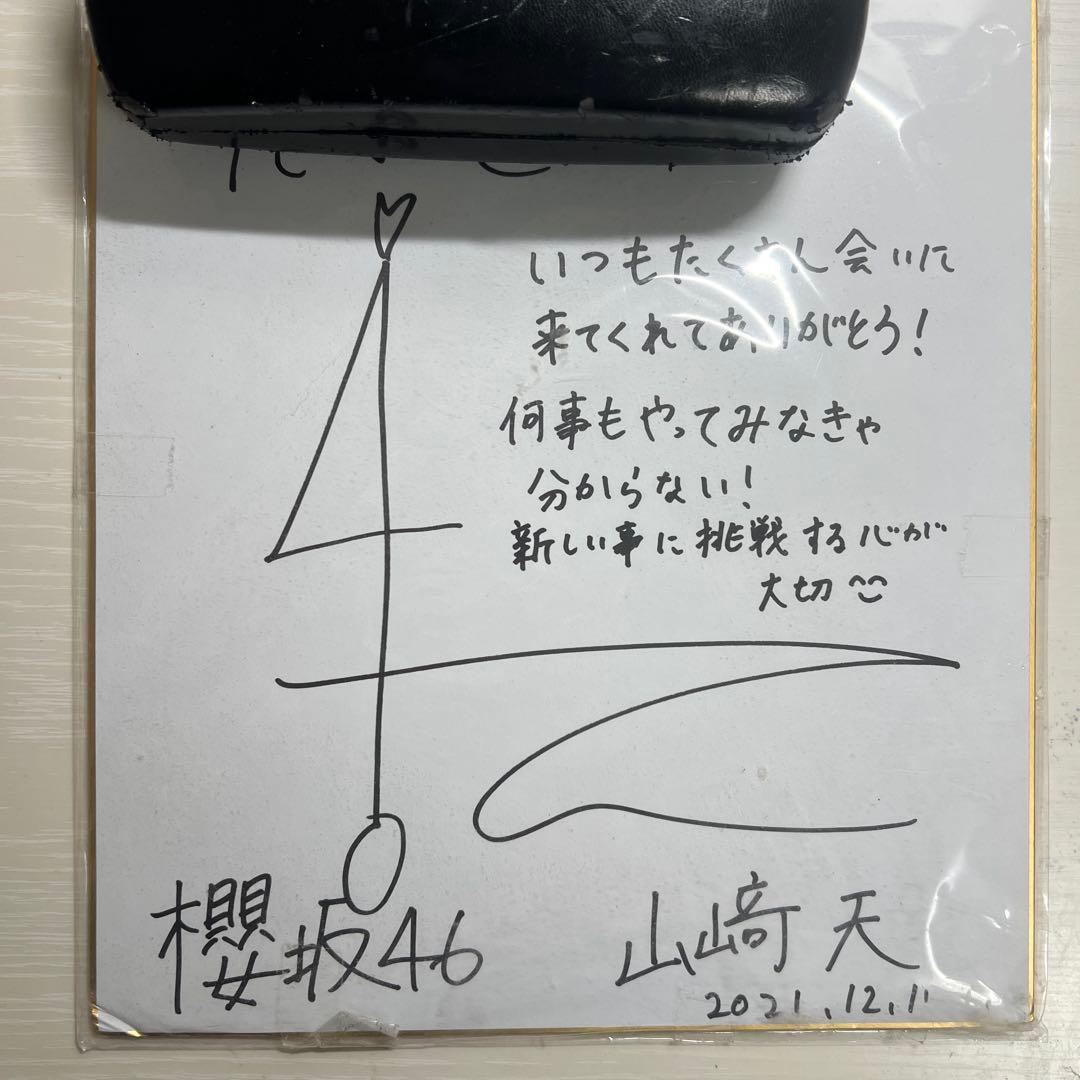 いつもたくさん会いに
来てくれてありがとう！
何事もやってみなきゃ
分からない！
新しい事に挑戦する心が
大切
櫻坂46
山﨑 天
2021.12.11